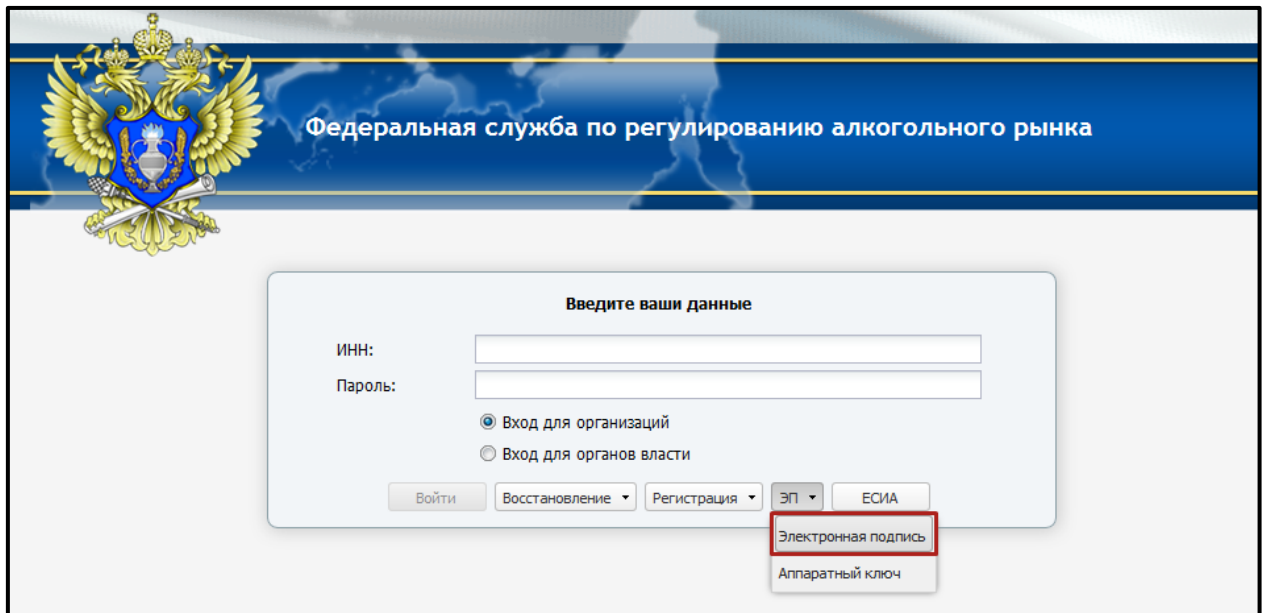 Федеральная служба по регулированию алкогольного рынка
Введите ваши данные
ИНН:
Пароль:
Вход для организаций
Вход для органов власти
Войти Восстановление Регистрация ЭП ЕСИА
Электронная подпись
Аппаратный ключ